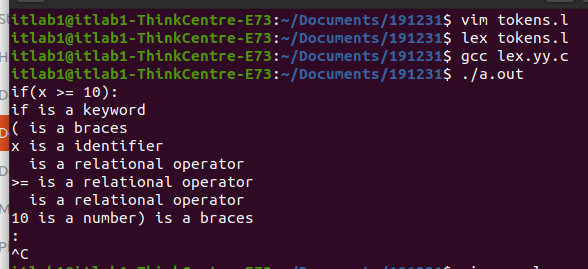 itlab1@itlab1-ThinkCentre-E73:~/Documents/191231$ vim tokens.l
itlab1@itlab1-ThinkCentre-E73:~/Documents/191231$ lex tokens.l
itlab1@itlab1-ThinkCentre-E73:~/Documents/191231$ gcc lex.yy.c
itlab1@itlab1-ThinkCentre-E73:~/Documents/191231$ ./a.out
if(x >= 10):
if is a keyword
( is a braces
x is a identifier
  is a relational operator
>= is a relational operator
  is a relational operator
10 is a number) is a braces
:
^C